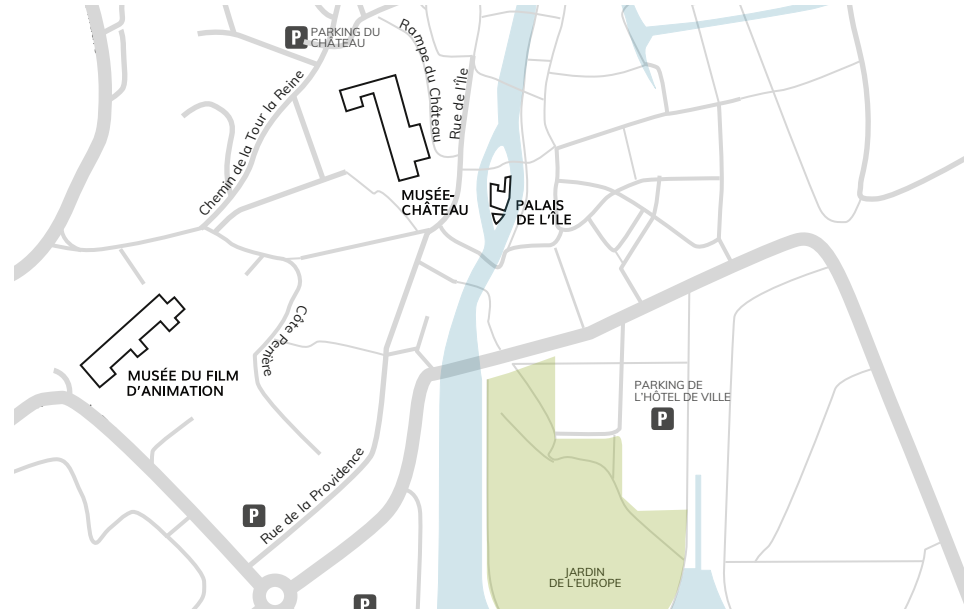 P PARKING DU
CHÂTEAU
Rampe du Château
Rue de l'Île
Chemin de la Tour la Reine
MUSÉE-
CHÂTEAU
PALAIS
DE L'ÎLE
Côte Perrière
MUSÉE DU FILM
D'ANIMATION
PARKING DE
L'HÔTEL DE VILLE
P
Rue de la Providence
P
JARDIN
DE L'EUROPE
P